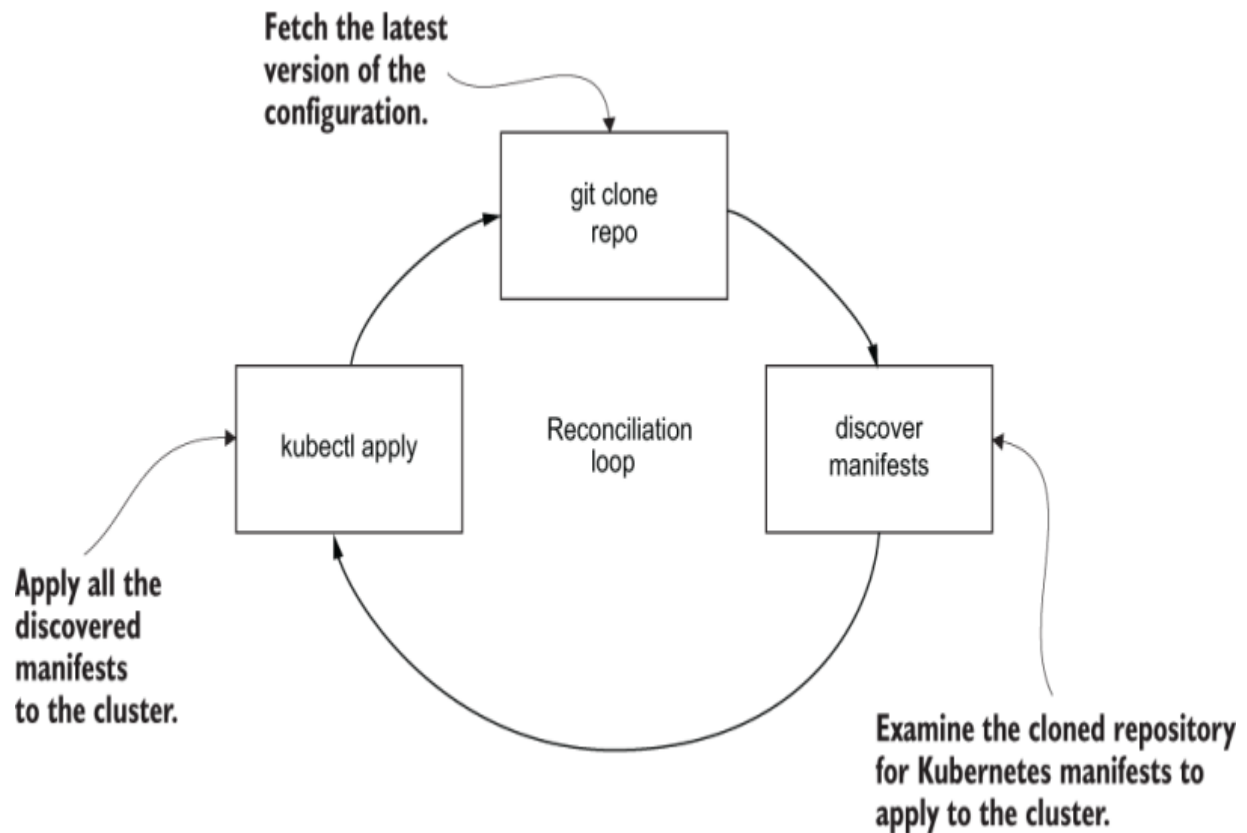 Fetch the latest
version of the
configuration.
git clone
repo
kubectl apply
Reconciliation
loop
discover
manifests
Apply all the
discovered
manifests
to the cluster.
Examine the cloned repository
for Kubernetes manifests to
apply to the cluster.